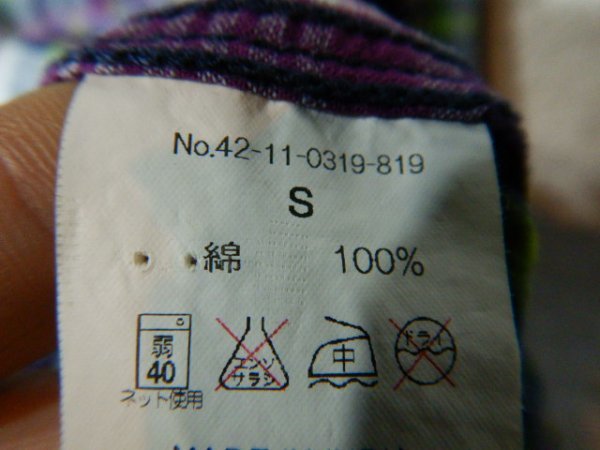 No.42-11-0319-819
S
綿 100%
弱
40
ネット使用
エンソ
サラシ
中
ドライ